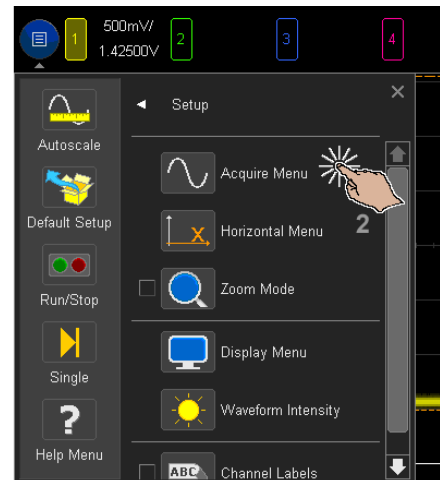 1 500mV/ 2 3 4
1.42500V
Setup
Autoscale
Acquire Menu
Default Setup
Horizontal Menu
2
X
Run/Stop
Zoom Mode
Single
Display Menu
Waveform Intensity
?
Help Menu
ABC Channel Labels